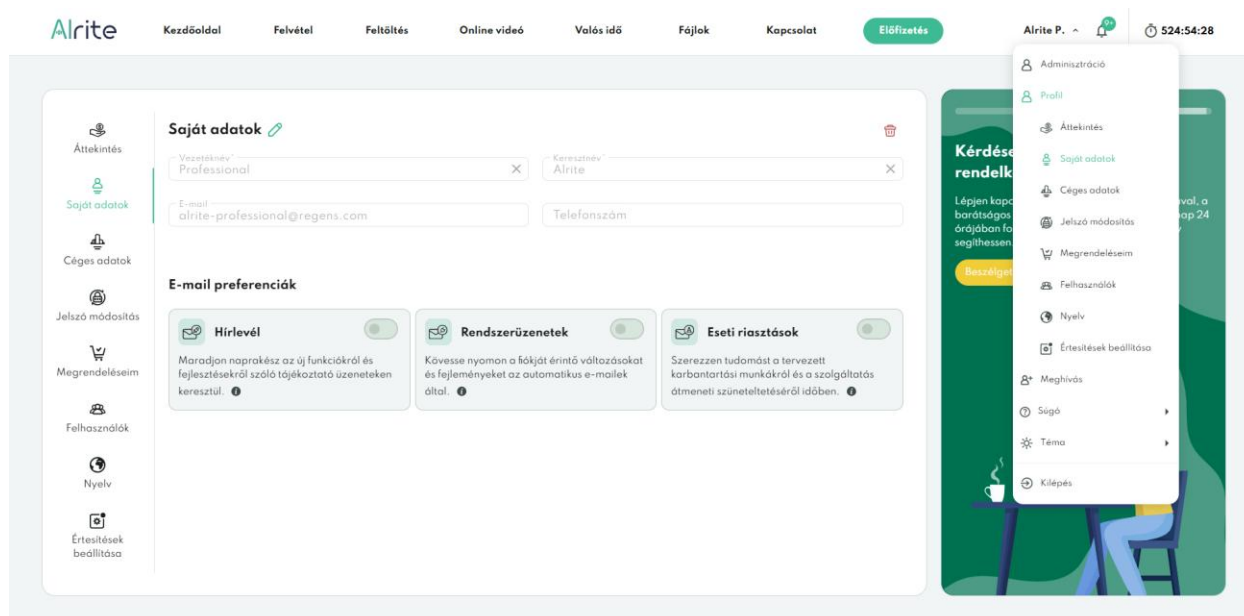 Alrite
Kezdőoldal
Felvétel
Feltöltés
Online videó
Valós idő
Fájlok
Kapcsolat
Előfizetés
Alrite P.
9+
524:54:28
Áttekintés
Saját adatok
Céges adatok
Jelszó módosítás
Megrendeléseim
Felhasználók
Nyelv
Értesítések
beállítása
Saját adatok
Vezetéknév*
Professional
Keresztnév*
Alrite
E-mail
alrite-professional@regens.com
Telefonszám
E-mail preferenciák
Hírlevél
Maradjon naprakész az új funkciókról és
fejlesztésekről szóló tájékoztató üzeneteken
keresztül.
Rendszerüzenetek
Kövesse nyomon a fiókját érintő változásokat
és fejleményeket az automatikus e-mailek
által.
Eseti riasztások
Szerezzen tudomást a tervezett
karbantartási munkákról és a szolgáltatás
átmeneti szüneteltetéséről időben.
Kérdése
rendelk
Lépjen kapc
barátságos
órájában fo
segíthessen.
Beszélget
ával, a
ap 24
Adminisztráció
Profil
Áttekintés
Saját adatok
Céges adatok
Jelszó módosítás
Megrendeléseim
Felhasználók
Nyelv
Értesítések beállítása
Meghívás
Súgó
Téma
Kilépés